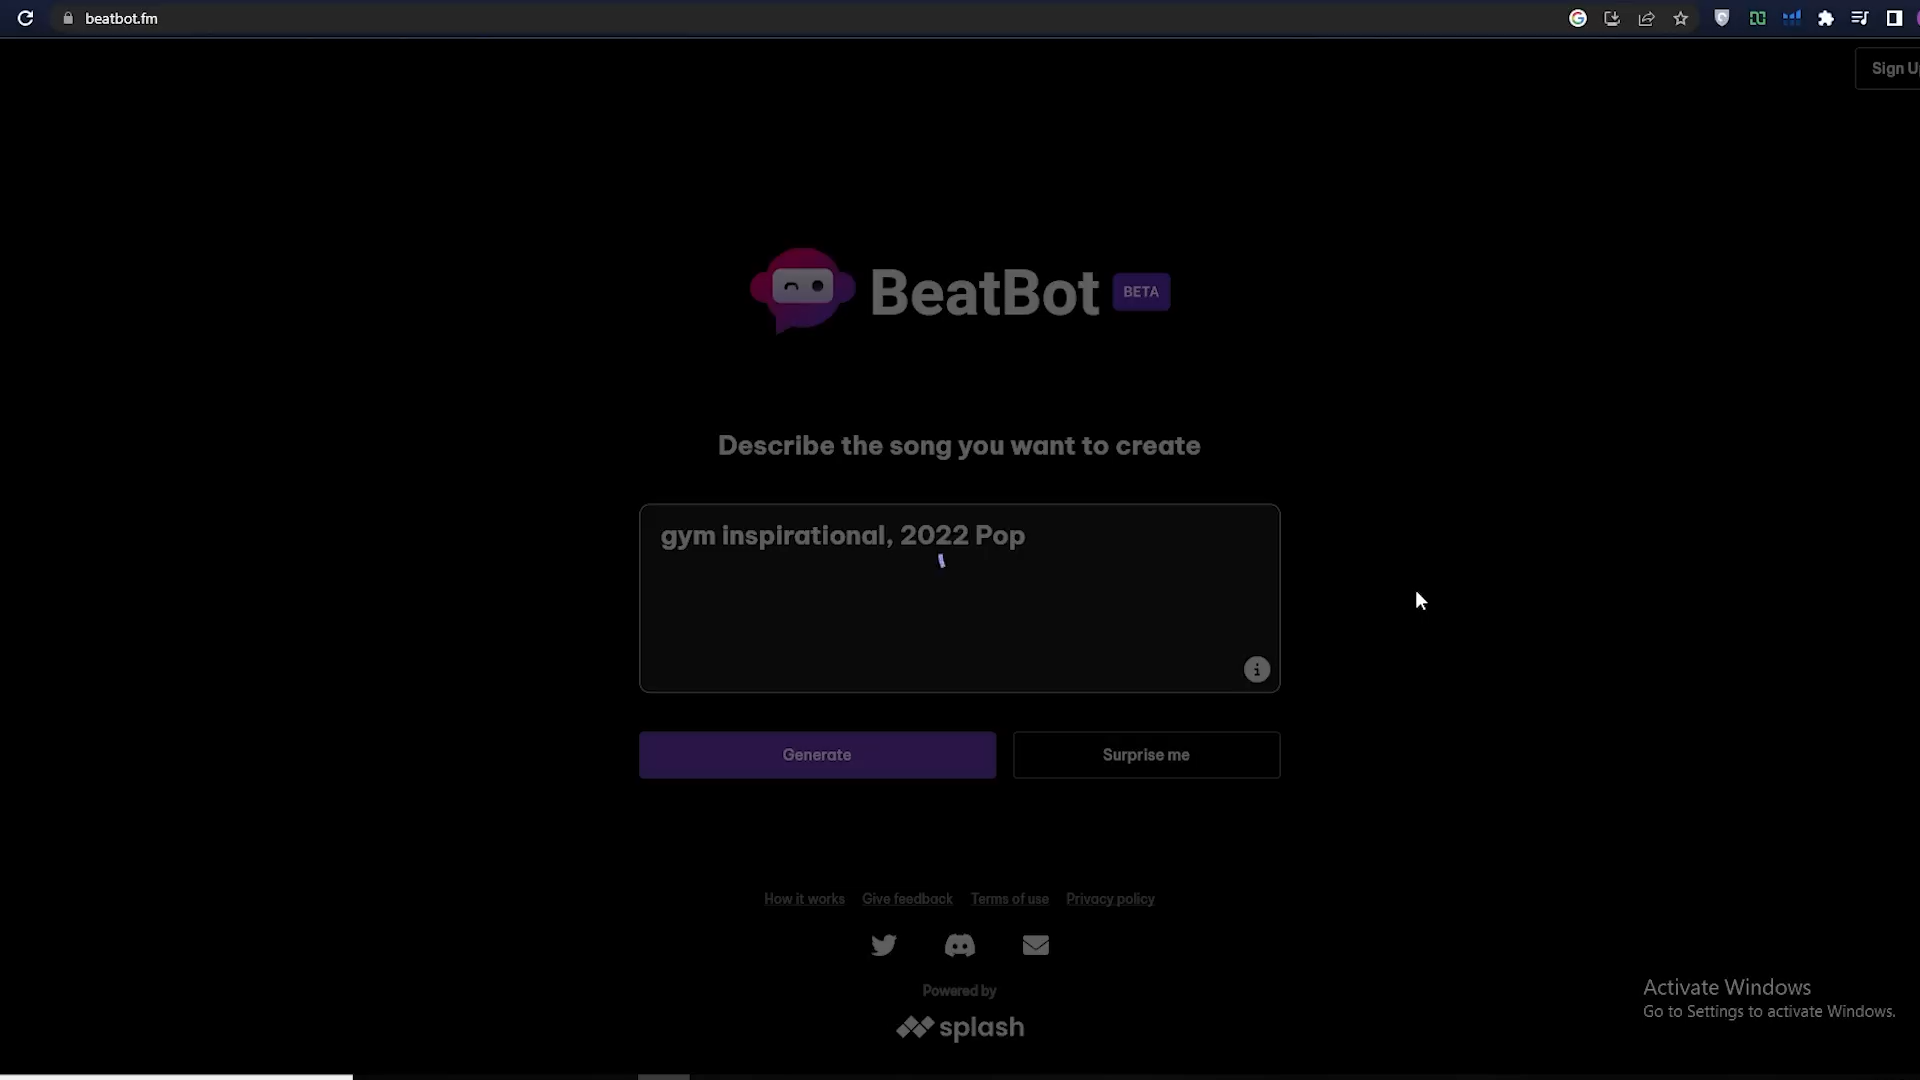 beatbot.fm
Sign U
BeatBot BETA
Describe the song you want to create
gym inspirational, 2022 Pop
Generate
Surprise me
How it works Give feedback Terms of use Privacy policy
Powered by
splash
Activate Windows
Go to Settings to activate Windows.